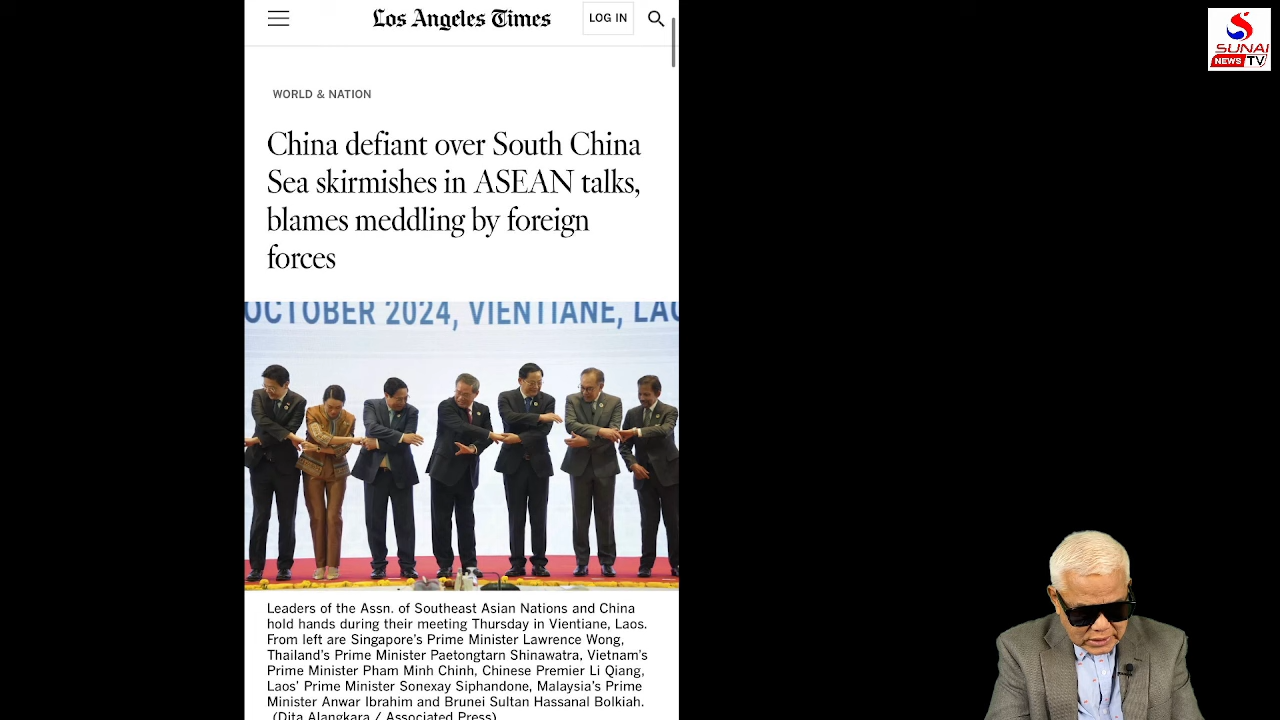 Los Angeles Times
LOG IN
SUNAI
NEWS TV
WORLD & NATION
China defiant over South China
Sea skirmishes in ASEAN talks,
blames meddling by foreign
forces
OCTOBER 2024, VIENTIANE, LAO
Leaders of the Assn. of Southeast Asian Nations and China
hold hands during their meeting Thursday in Vientiane, Laos.
From left are Singapore's Prime Minister Lawrence Wong,
Thailand's Prime Minister Paetongtarn Shinawatra, Vietnam's
Prime Minister Pham Minh Chinh, Chinese Premier Li Qiang,
Laos' Prime Minister Sonexay Siphandone, Malaysia's Prime
Minister Anwar Ibrahim and Brunei Sultan Hassanal Bolkiah.
(Dita Alangkara / Associated Press)